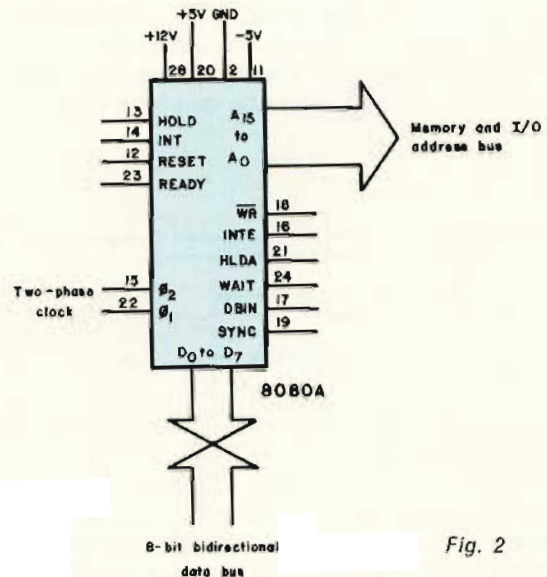 +5V GND
+12V -5V
28 20 2 11
13 HOLD A15
14 INT to
12 RESET A0
23 READY
Memory and I/O
address bus
WR 18
INTE 16
HLDA 21
WAIT 24
DBIN 17
SYNC 19
Two-phase
clock
15 Ø2
22 Ø1
D0 to D7
8080A
8-bit bidirectional
data bus
Fig. 2